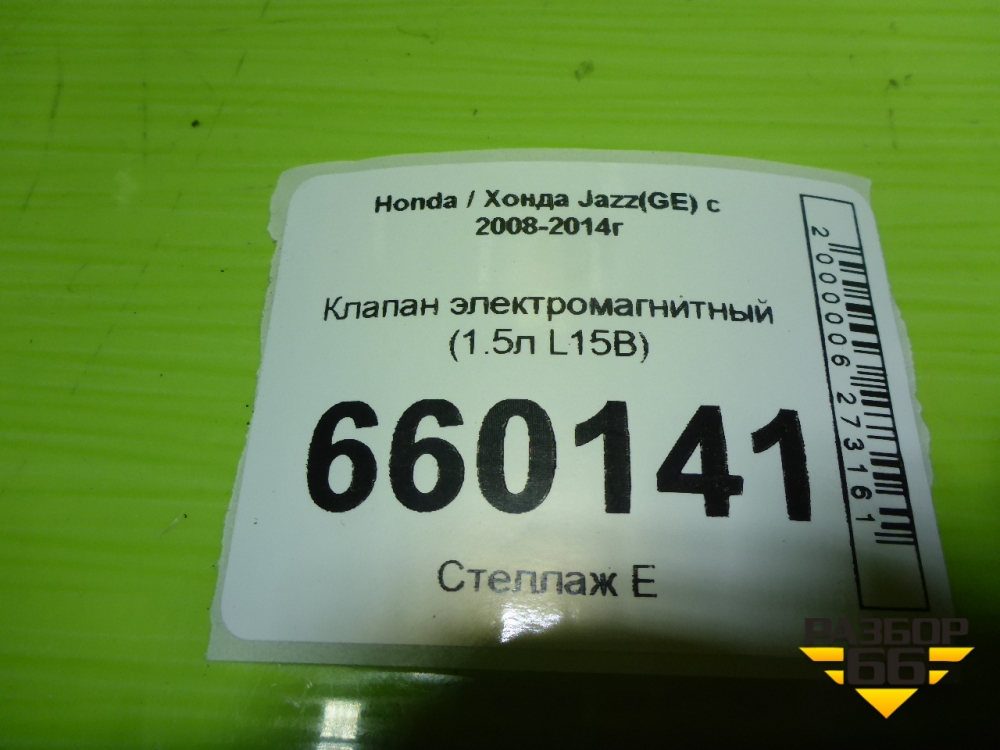 Honda / Хонда Jazz(GE) с
2008-2014г
Клапан электромагнитный
(1.5л L15B)
660141
Стеллаж Е
2000006273161
РАЗБОР
66